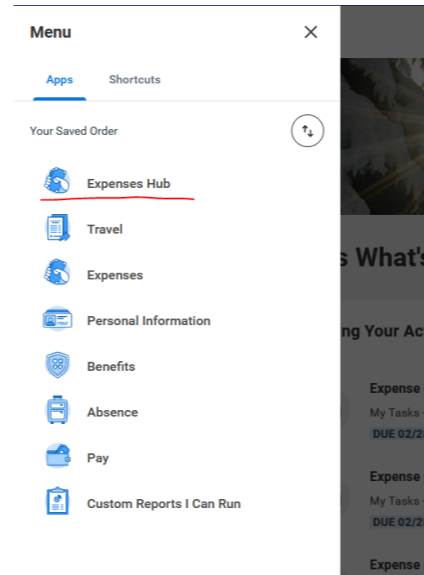 Menu
Apps Shortcuts
Your Saved Order
Expenses Hub
Travel
Expenses
Personal Information
Benefits
Absence
Pay
Custom Reports I Can Run
s What's
ng Your Ac
Expense
My Tasks -
DUE 02/2
Expense
My Tasks -
DUE 02/2
Expense